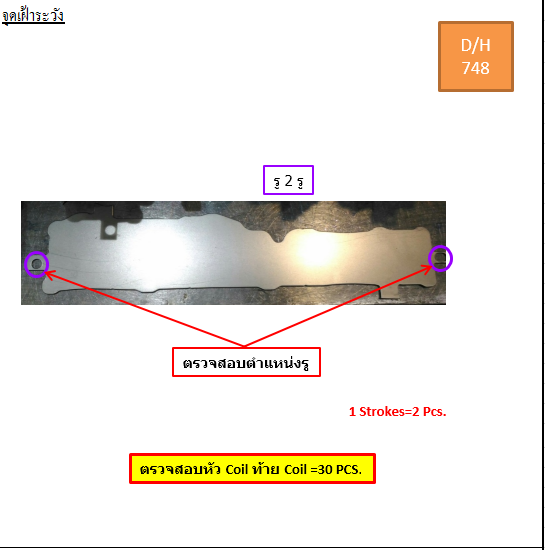 จุดเฝ้าระวัง
D/H
748
รู 2 รู
ตรวจสอบตำแหน่งรู
1 Strokes=2 Pcs.
ตรวจสอบหัว Coil ท้าย Coil =30 PCS.